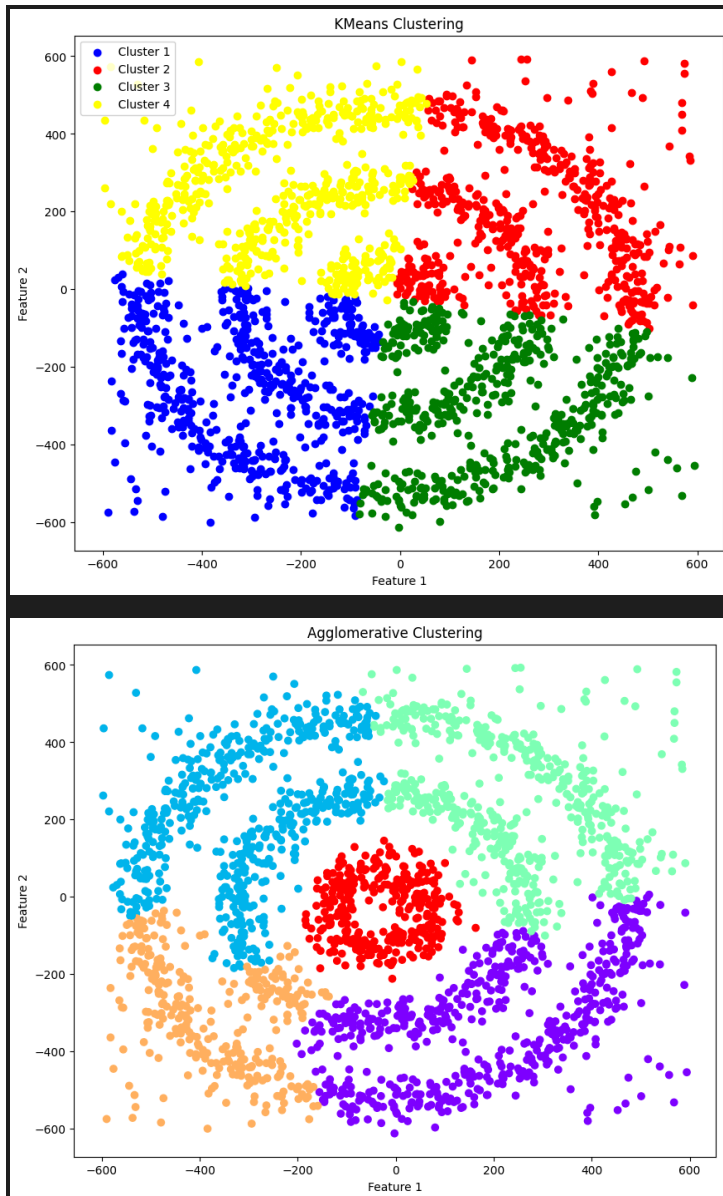 KMeans Clustering
Cluster 1
Cluster 2
Cluster 3
Cluster 4
600
400
200
0
−200
−400
−600
Feature 2
−600 −400 −200 0 200 400 600
Feature 1
Agglomerative Clustering
600
400
200
0
−200
−400
−600
Feature 2
−600 −400 −200 0 200 400 600
Feature 1